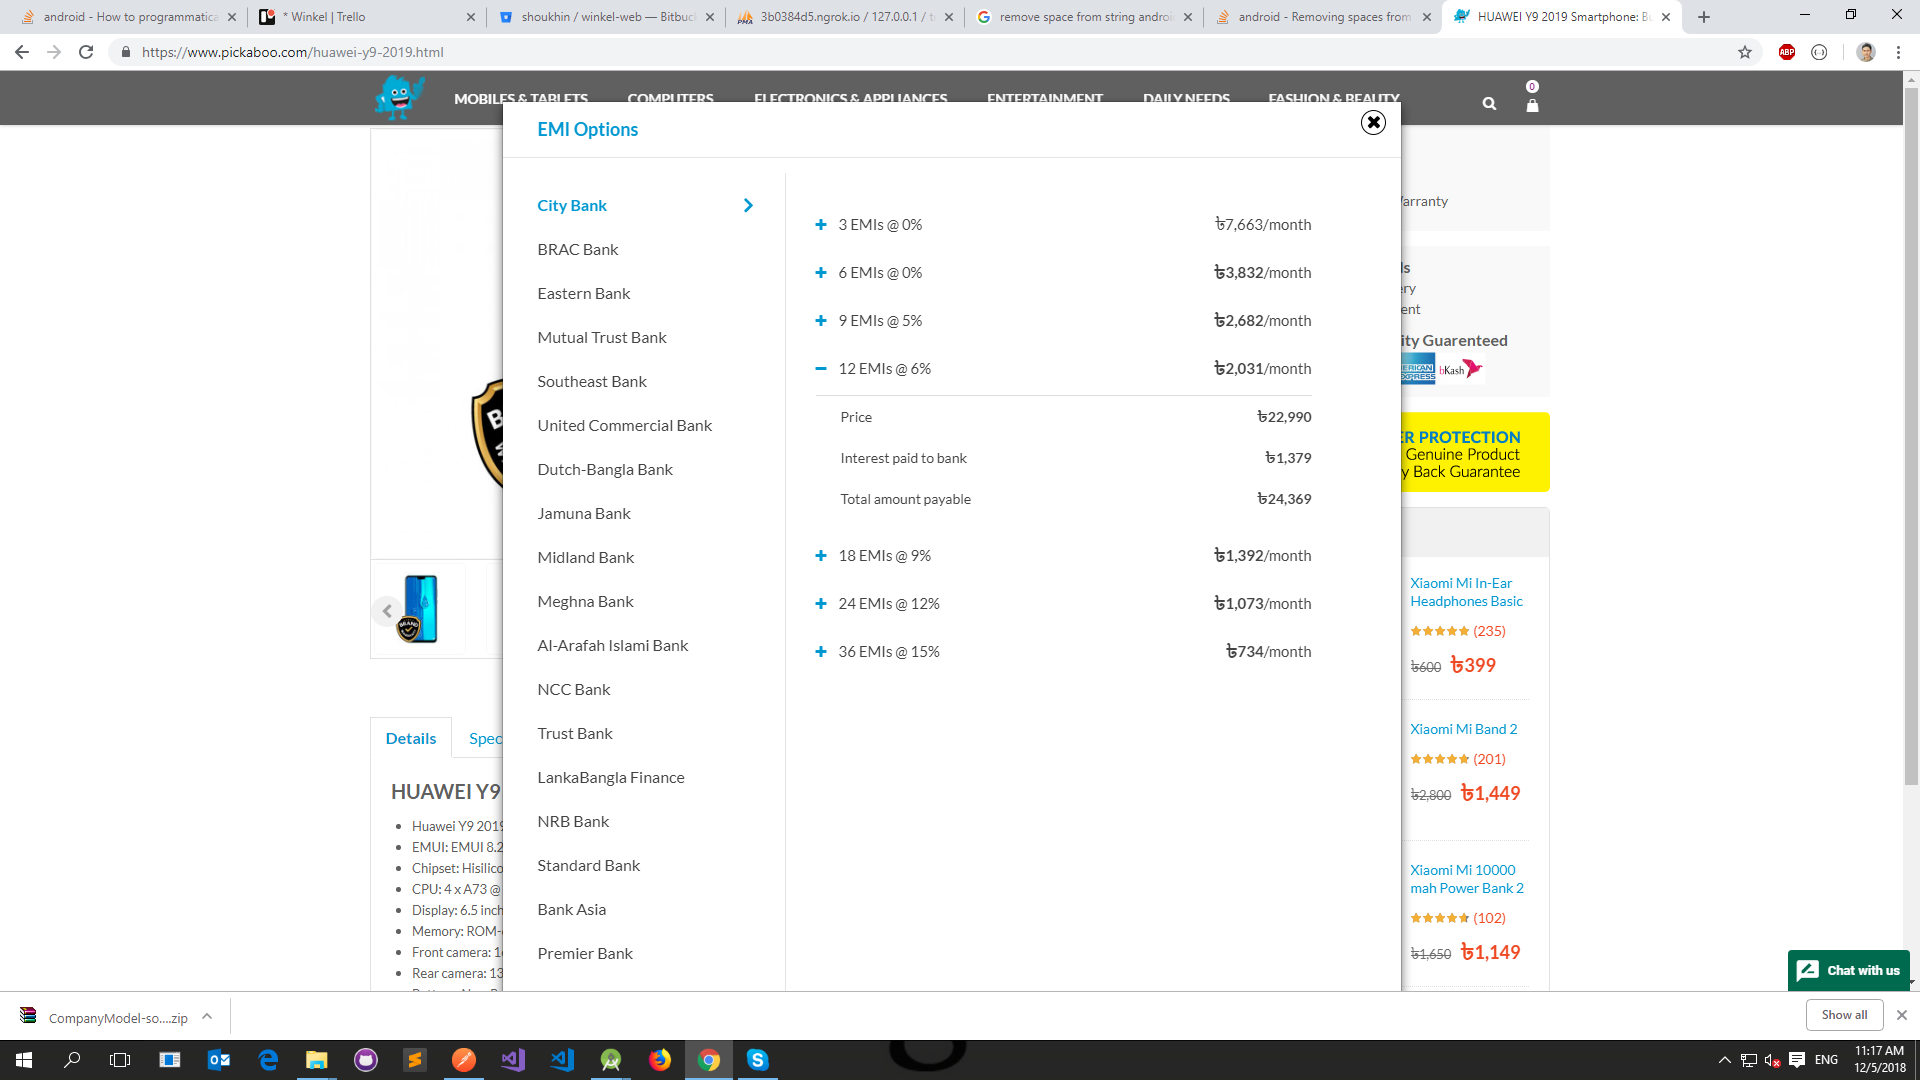 android - How to programmatica
* Winkel | Trello
shoukhin / winkel-web — Bitbuc
3b0384d5.ngrok.io / 127.0.0.1 / t
remove space from string androi
android - Removing spaces from
HUAWEI Y9 2019 Smartphone: Bu
https://www.pickaboo.com/huawei-y9-2019.html
ABP
MOBILES & TABLETS
COMPUTERS
ELECTRONICS & APPLIANCES
ENTERTAINMENT
DAILY NEEDS
FASHION & BEAUTY
0
EMI Options
City Bank
BRAC Bank
Eastern Bank
Mutual Trust Bank
Southeast Bank
United Commercial Bank
Dutch-Bangla Bank
Jamuna Bank
Midland Bank
Meghna Bank
Al-Arafah Islami Bank
NCC Bank
Trust Bank
LankaBangla Finance
NRB Bank
Standard Bank
Bank Asia
Premier Bank
3 EMIs @ 0% ৳7,663/month
6 EMIs @ 0% ৳3,832/month
9 EMIs @ 5% ৳2,682/month
12 EMIs @ 6% ৳2,031/month
Price ৳22,990
Interest paid to bank ৳1,379
Total amount payable ৳24,369
18 EMIs @ 9% ৳1,392/month
24 EMIs @ 12% ৳1,073/month
36 EMIs @ 15% ৳734/month
arranty
ls
ery
ent
ity Guarenteed
bKash
ER PROTECTION
Genuine Product
y Back Guarantee
Xiaomi Mi In-Ear
Headphones Basic
(235)
৳600 ৳399
Xiaomi Mi Band 2
(201)
৳2,800 ৳1,449
Xiaomi Mi 10000
mah Power Bank 2
(102)
৳1,650 ৳1,149
Details
Spec
HUAWEI Y9
Huawei Y9 2019
EMUI: EMUI 8.2
Chipset: Hisilico
CPU: 4 x A73 @
Display: 6.5 inch
Memory: ROM-
Front camera: 1
Rear camera: 13
Chat with us
CompanyModel-so....zip
Show all
ENG
11:17 AM
12/5/2018